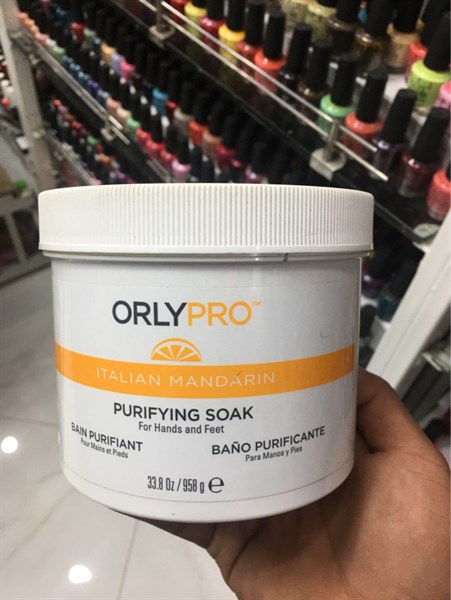 ORLYPRO™
ITALIAN MANDARIN
PURIFYING SOAK
For Hands and Feet
BAIN PURIFIANT
Pour Mains et Pieds
BAÑO PURIFICANTE
Para Manos y Pies
33.8 Oz / 958 g ℮